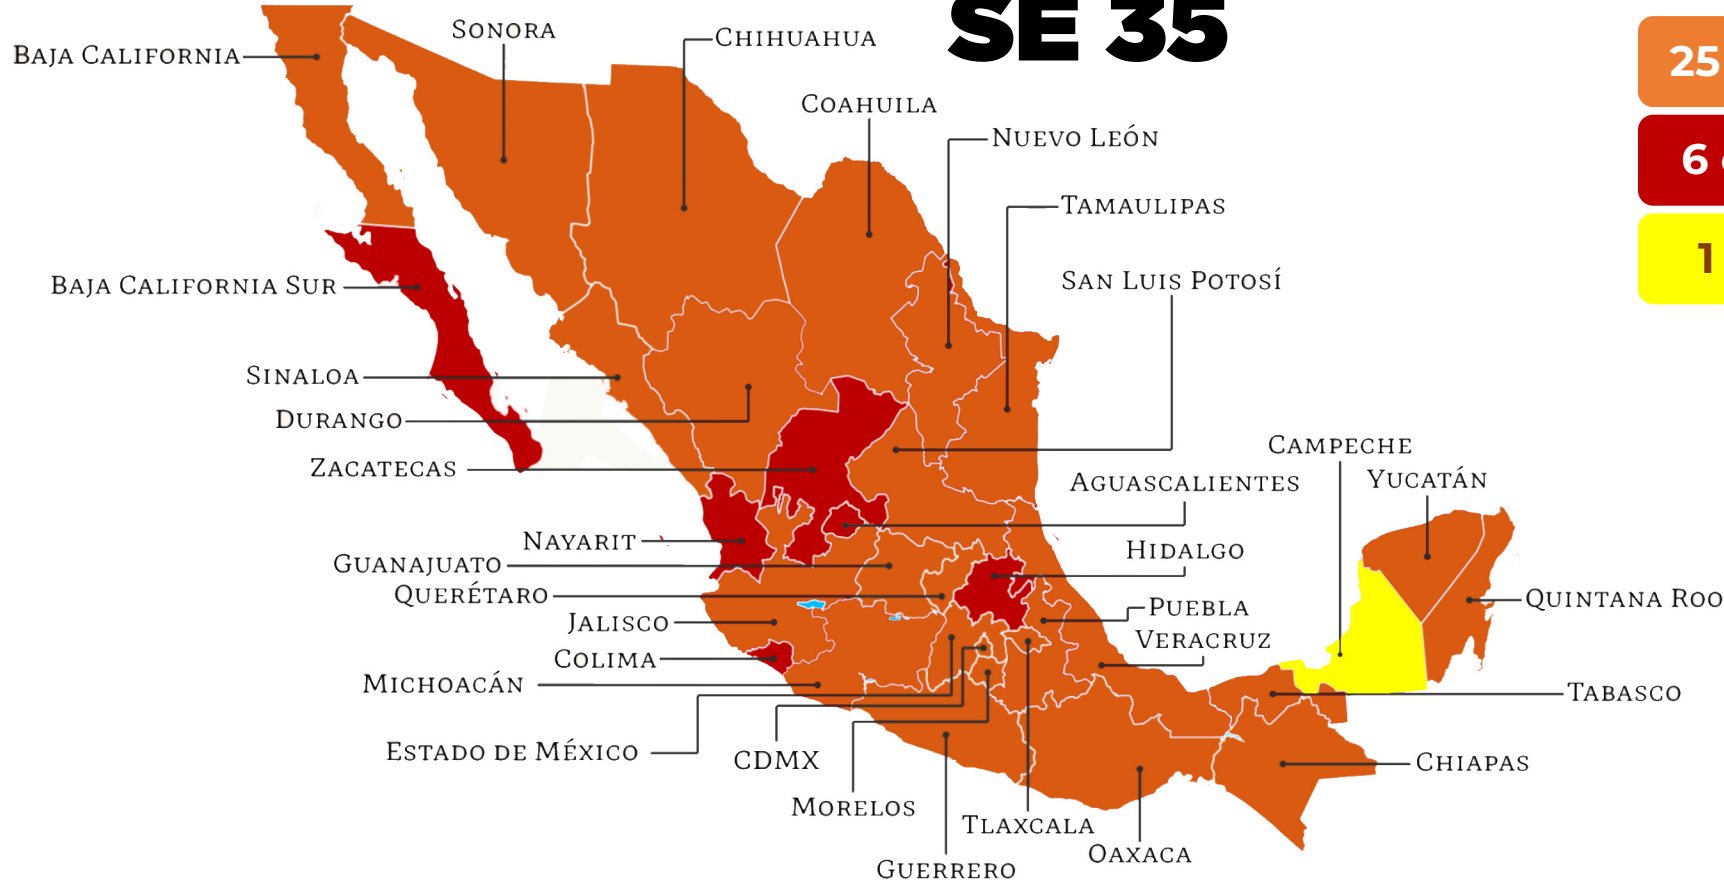 SE 35
25
6
1
BAJA CALIFORNIA
SONORA
CHIHUAHUA
COAHUILA
NUEVO LEÓN
TAMAULIPAS
SAN LUIS POTOSÍ
BAJA CALIFORNIA SUR
SINALOA
DURANGO
ZACATECAS
CAMPECHE
YUCATÁN
AGUASCALIENTES
NAYARIT
HIDALGO
GUANAJUATO
QUERÉTARO
QUINTANA ROO
PUEBLA
JALISCO
VERACRUZ
COLIMA
MICHOACÁN
TABASCO
ESTADO DE MÉXICO
CDMX
CHIAPAS
MORELOS
TLAXCALA
OAXACA
GUERRERO